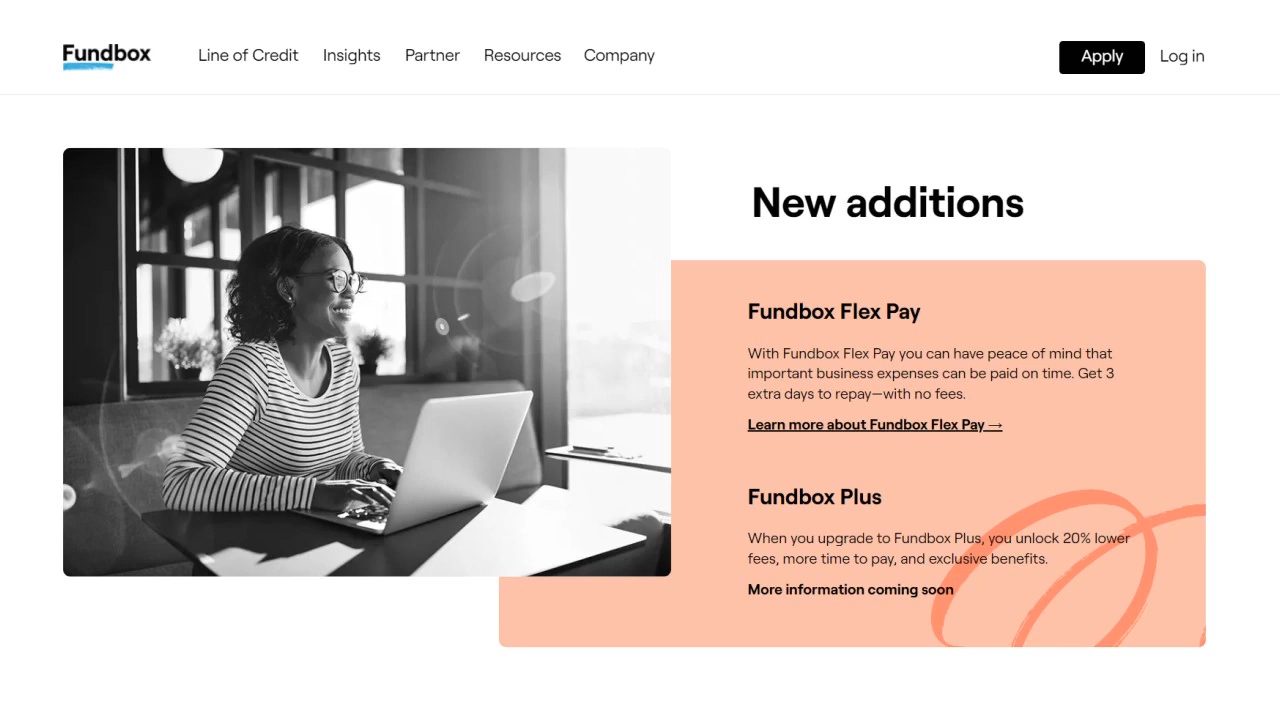 Fundbox
Line of Credit Insights Partner Resources Company
Apply Log in
New additions
Fundbox Flex Pay
With Fundbox Flex Pay you can have peace of mind that
important business expenses can be paid on time. Get 3
extra days to repay—with no fees.
Learn more about Fundbox Flex Pay →
Fundbox Plus
When you upgrade to Fundbox Plus, you unlock 20% lower
fees, more time to pay, and exclusive benefits.
More information coming soon